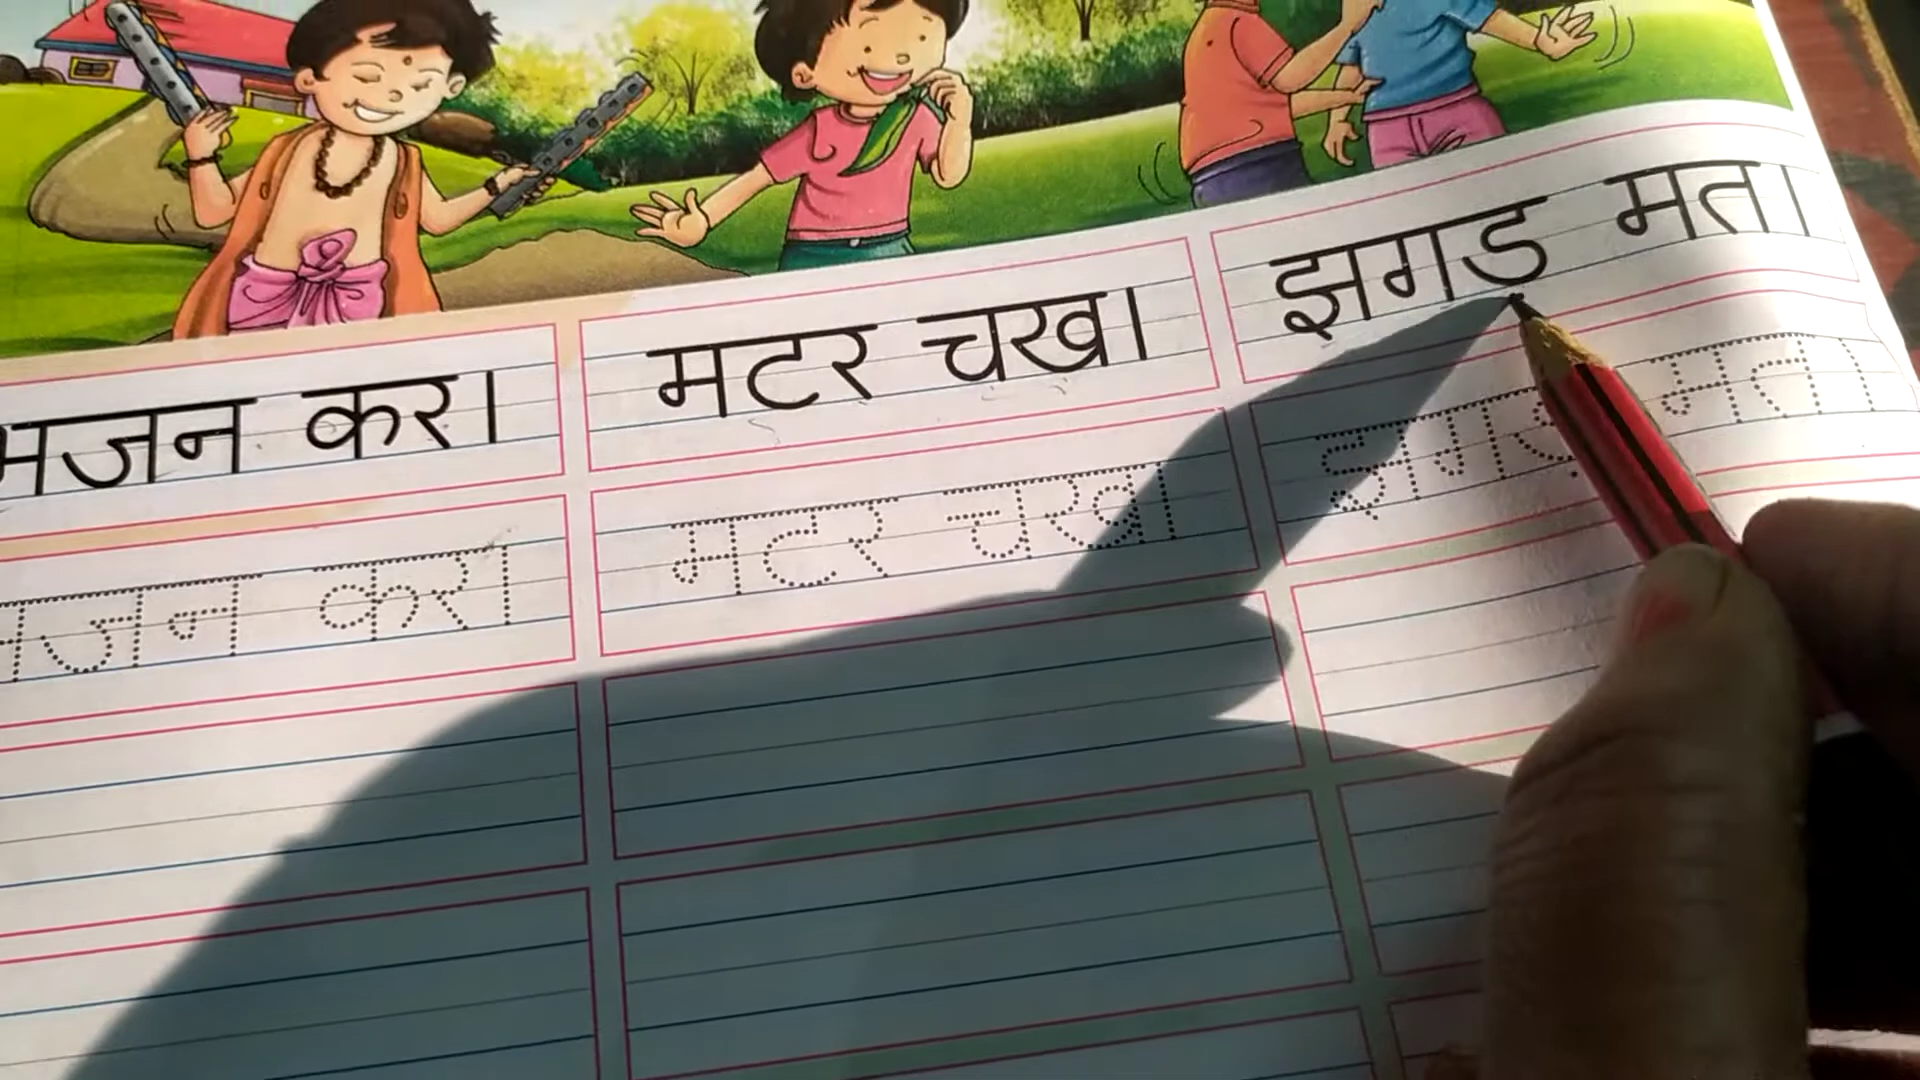 भजन कर।
मटर चख।
झगड़ मत।
भजन कर।
मटर चख।
झगड़ मत।